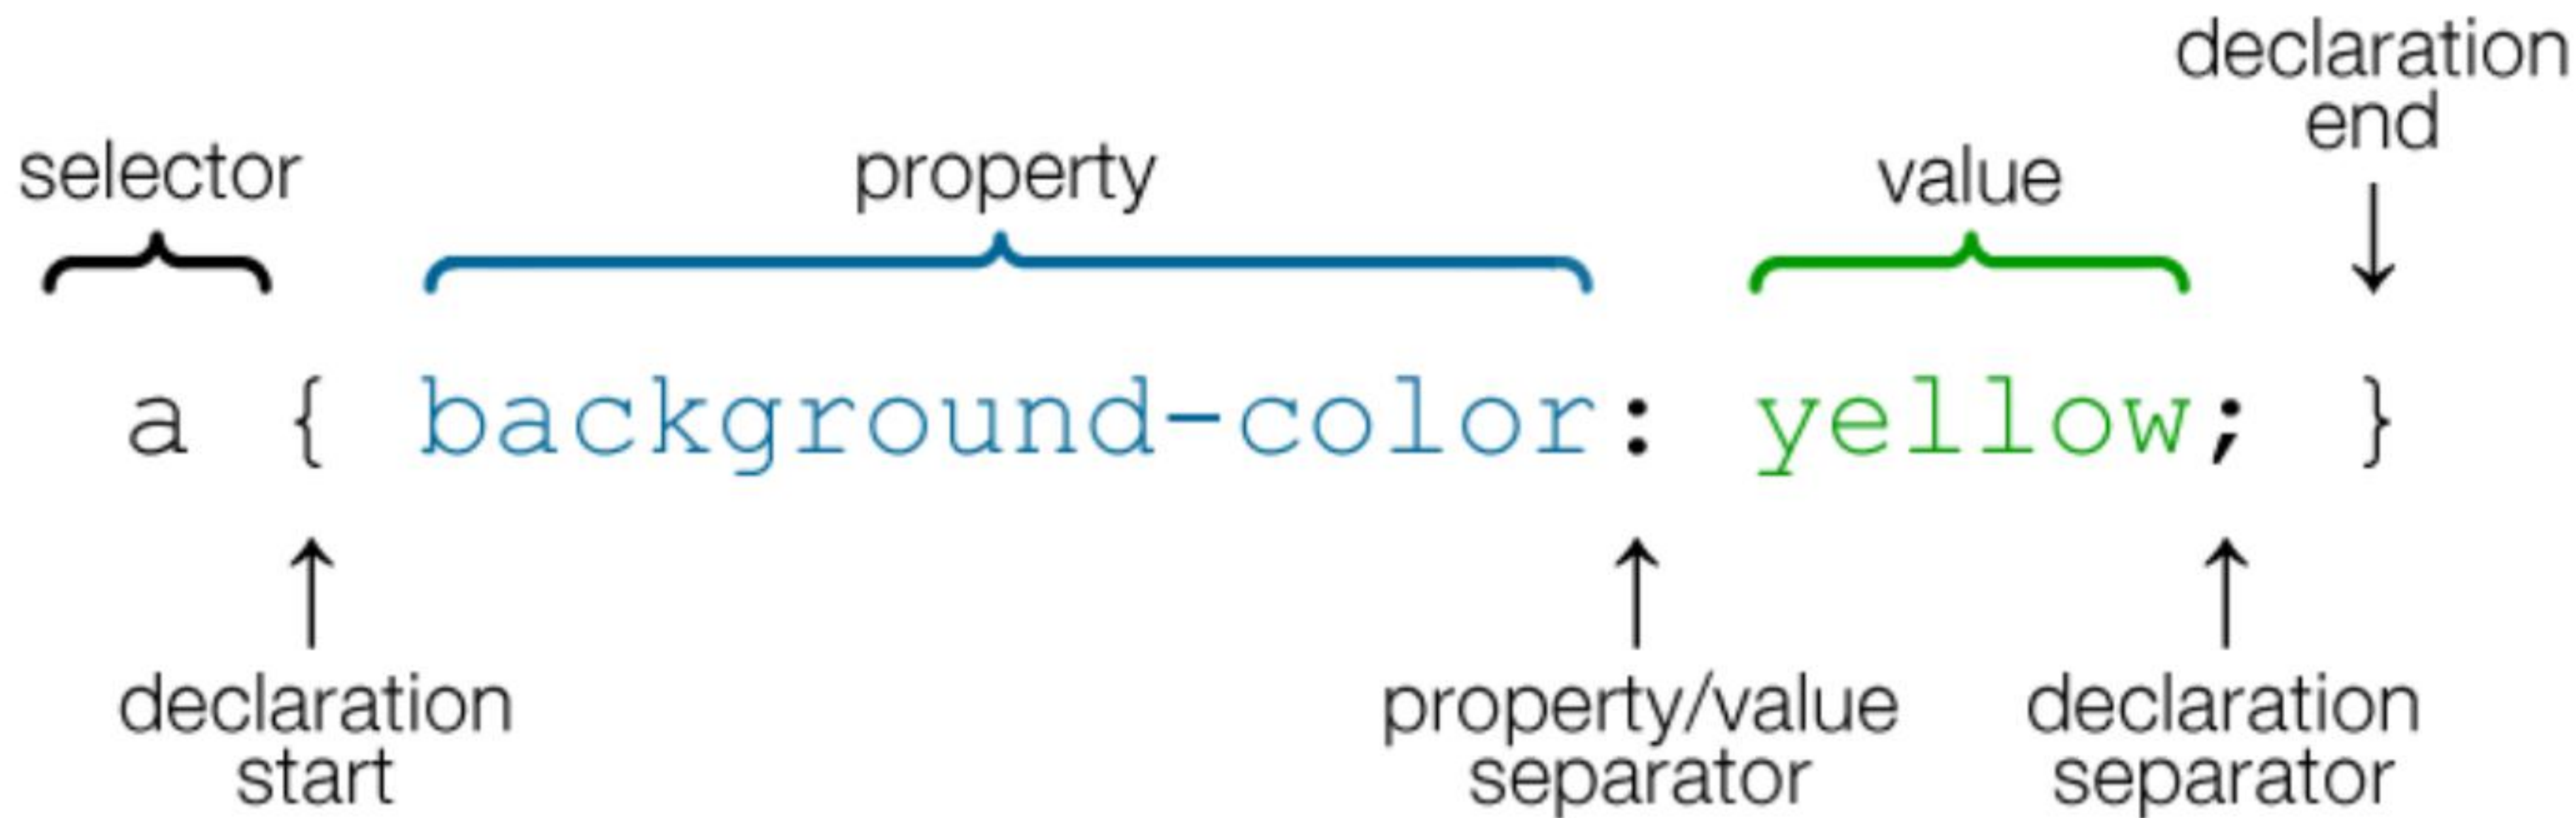 declaration
end
selector
property
value
a { background-color: yellow; }
declaration
start
property/value
separator
declaration
separator